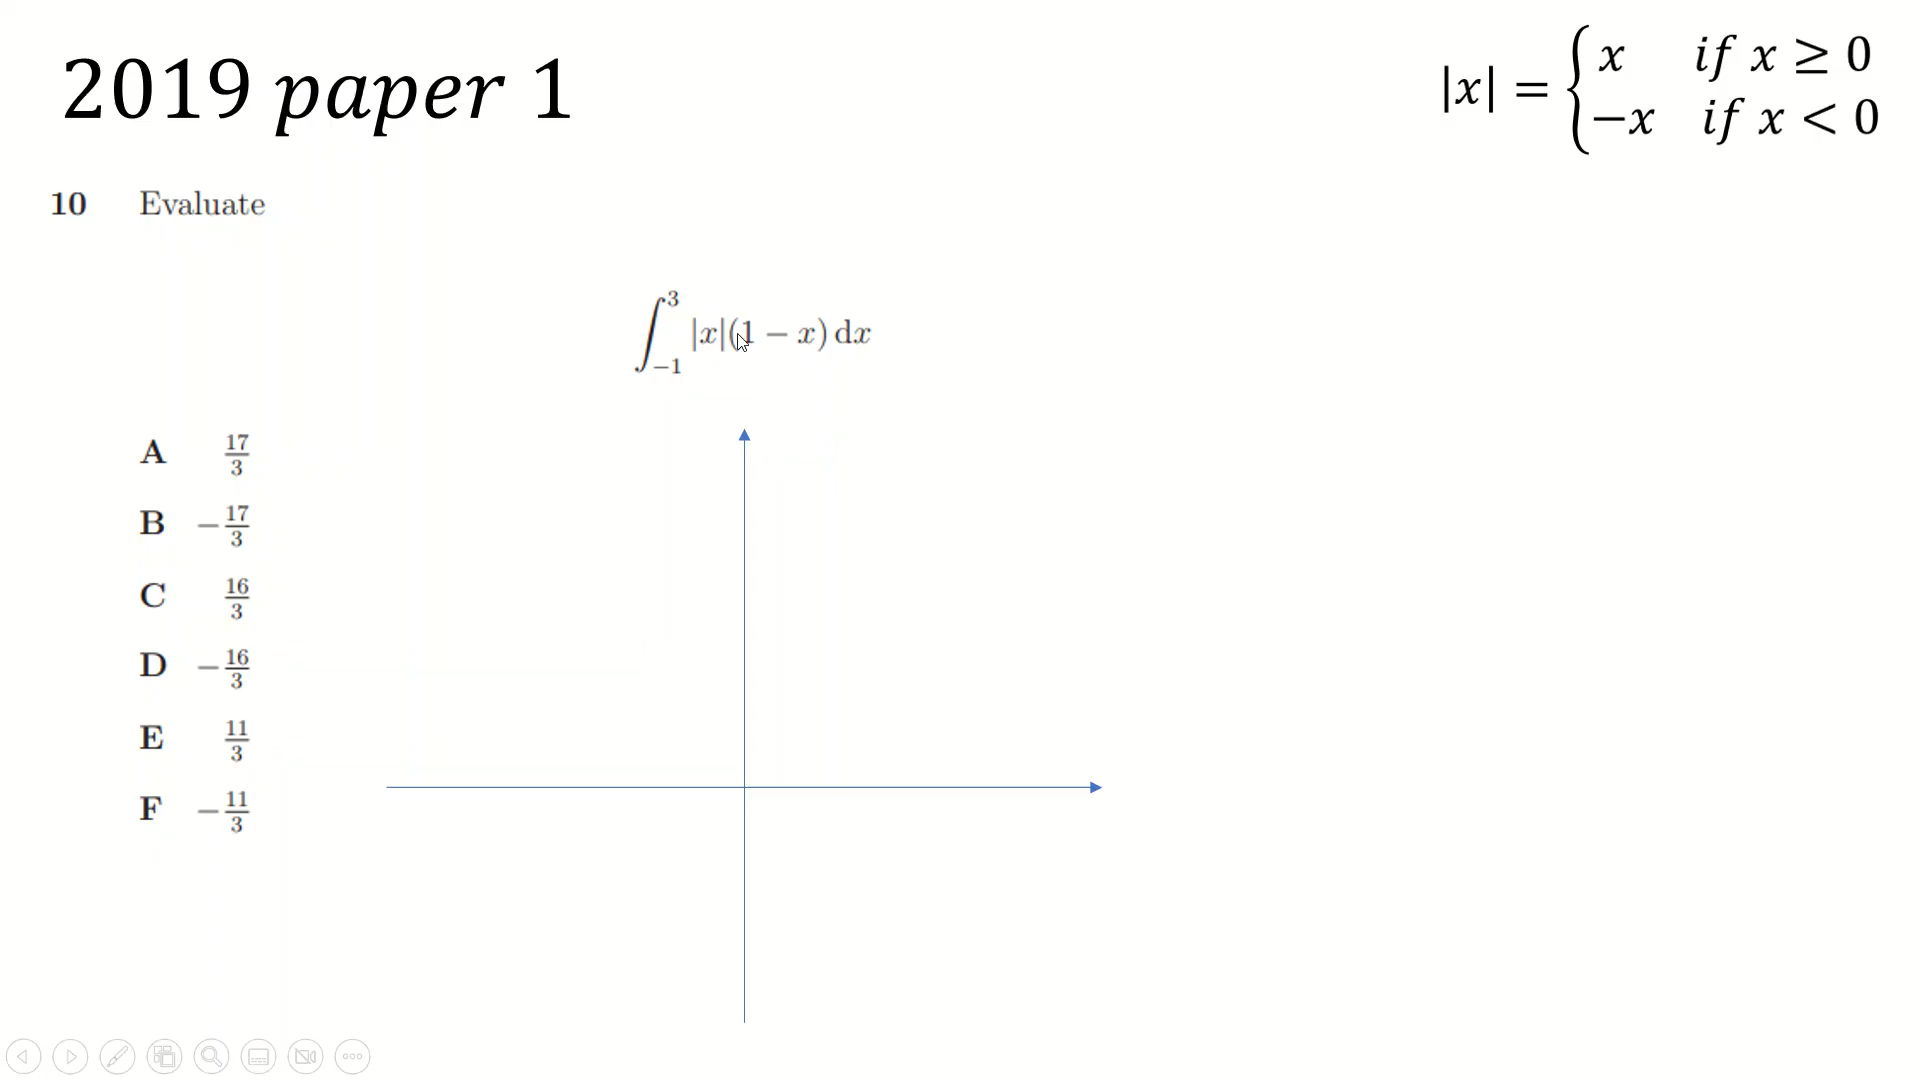 2019 paper 1
|x| = { x if x ≥ 0
−x if x < 0
10 Evaluate
∫_{−1}^{3} |x|(1 − x) dx
A 17/3
B −17/3
C 16/3
D −16/3
E 11/3
F −11/3